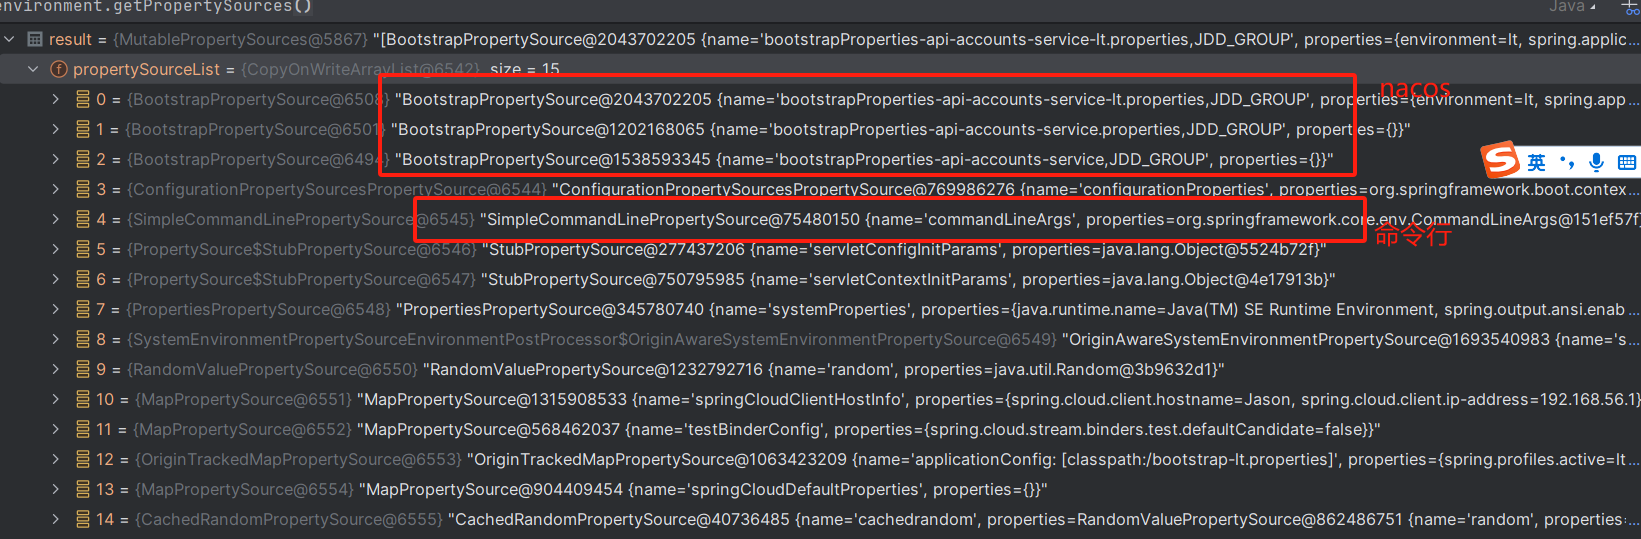 environment.getPropertySources()
Java
result = {MutablePropertySources@5867} "[BootstrapPropertySource@2043702205 {name='bootstrapProperties-api-accounts-service-lt.properties,JDD_GROUP', properties={environment=lt, spring.applic...
propertySourceList = {CopyOnWriteArrayList@6542} size = 15
0 = {BootstrapPropertySource@6508} "BootstrapPropertySource@2043702205 {name='bootstrapProperties-api-accounts-service-lt.properties,JDD_GROUP', properties={environment=lt, spring.app...
nacos
1 = {BootstrapPropertySource@6501} "BootstrapPropertySource@1202168065 {name='bootstrapProperties-api-accounts-service.properties,JDD_GROUP', properties={}}"
2 = {BootstrapPropertySource@6494} "BootstrapPropertySource@1538593345 {name='bootstrapProperties-api-accounts-service,JDD_GROUP', properties={}}"
英
3 = {ConfigurationPropertySourcesPropertySource@6544} "ConfigurationPropertySourcesPropertySource@769986276 {name='configurationProperties', properties=org.springframework.boot.contex...
4 = {SimpleCommandLinePropertySource@6545} "SimpleCommandLinePropertySource@75480150 {name='commandLineArgs', properties=org.springframework.core.env.CommandLineArgs@151ef57f}
命令行
5 = {PropertySource$StubPropertySource@6546} "StubPropertySource@277437206 {name='servletConfigInitParams', properties=java.lang.Object@5524b72f}"
6 = {PropertySource$StubPropertySource@6547} "StubPropertySource@750795985 {name='servletContextInitParams', properties=java.lang.Object@4e17913b}"
7 = {PropertiesPropertySource@6548} "PropertiesPropertySource@345780740 {name='systemProperties', properties={java.runtime.name=Java(TM) SE Runtime Environment, spring.output.ansi.enab...
8 = {SystemEnvironmentPropertySourceEnvironmentPostProcessor$OriginAwareSystemEnvironmentPropertySource@6549} "OriginAwareSystemEnvironmentPropertySource@1693540983 {name='s...
9 = {RandomValuePropertySource@6550} "RandomValuePropertySource@1232792716 {name='random', properties=java.util.Random@3b9632d1}"
10 = {MapPropertySource@6551} "MapPropertySource@1315908533 {name='springCloudClientHostInfo', properties={spring.cloud.client.hostname=Jason, spring.cloud.client.ip-address=192.168.56.1}
11 = {MapPropertySource@6552} "MapPropertySource@568462037 {name='testBinderConfig', properties={spring.cloud.stream.binders.test.defaultCandidate=false}}"
12 = {OriginTrackedMapPropertySource@6553} "OriginTrackedMapPropertySource@1063423209 {name='applicationConfig: [classpath:/bootstrap-lt.properties]', properties={spring.profiles.active=lt...
13 = {MapPropertySource@6554} "MapPropertySource@904409454 {name='springCloudDefaultProperties', properties={}}"
14 = {CachedRandomPropertySource@6555} "CachedRandomPropertySource@40736485 {name='cachedrandom', properties=RandomValuePropertySource@862486751 {name='random', properties...